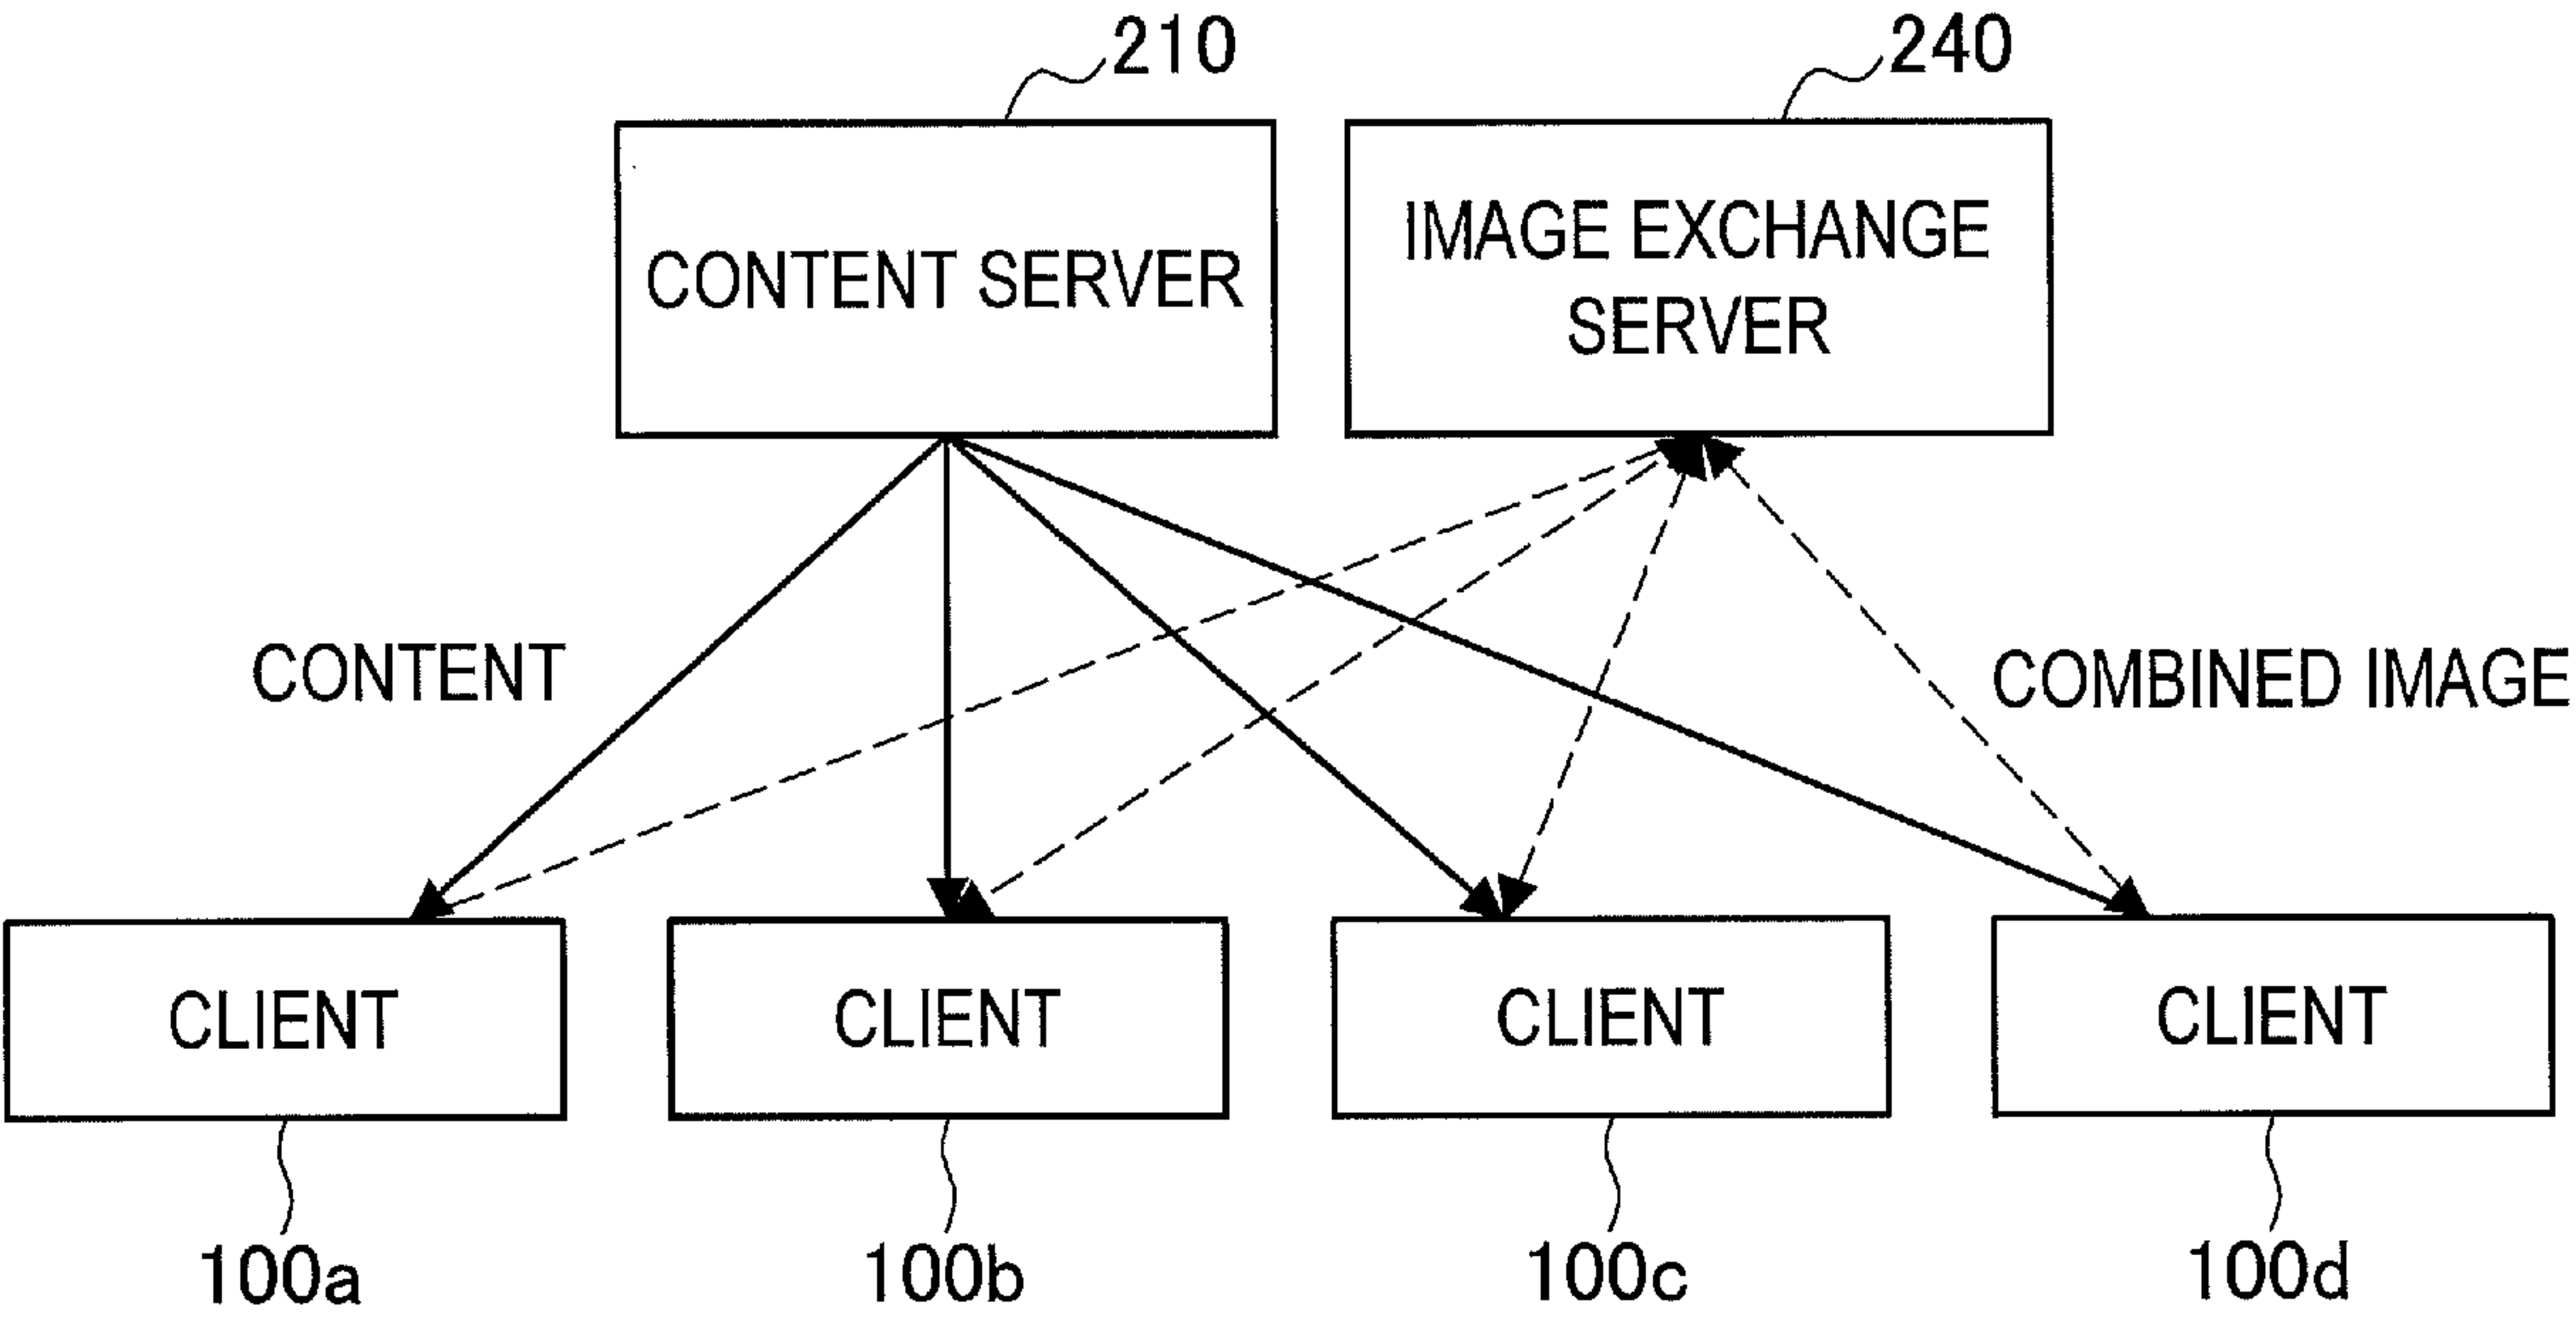 210
240
CONTENT SERVER
IMAGE EXCHANGE
SERVER
CONTENT
COMBINED IMAGE
CLIENT
CLIENT
CLIENT
CLIENT
100a
100b
100c
100d